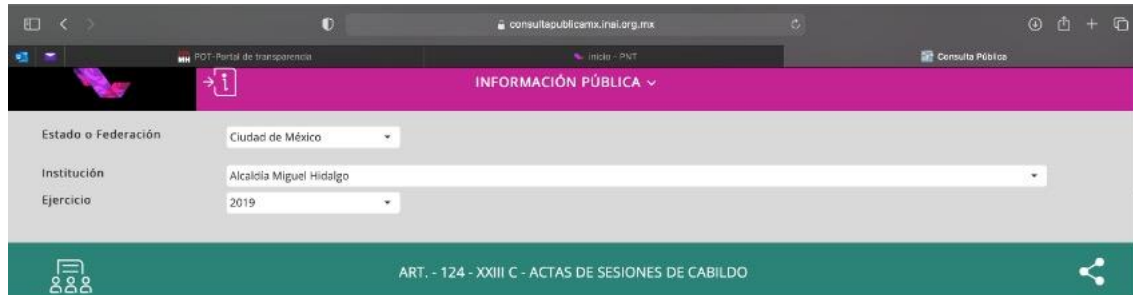 consultapublicamx.inai.org.mx
POT-Portal de transparencia
Inicio - PNT
Consulta Pública
INFORMACIÓN PÚBLICA
Estado o Federación
Ciudad de México
Institución
Alcaldía Miguel Hidalgo
Ejercicio
2019
ART. - 124 - XXIII C - ACTAS DE SESIONES DE CABILDO